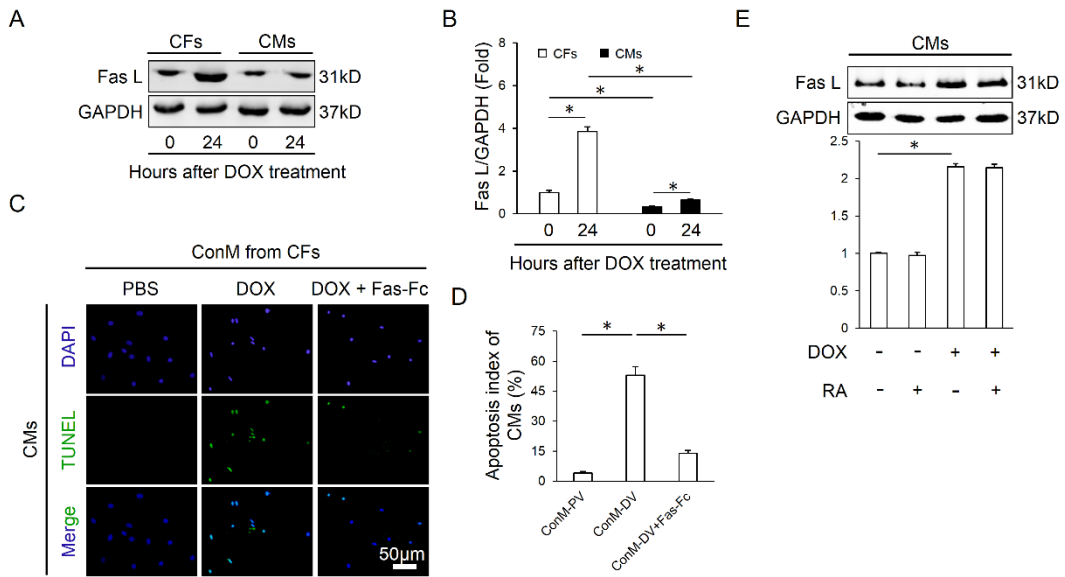 A
CFs CMs
Fas L 31kD
GAPDH 37kD
0 24 0 24
Hours after DOX treatment
B
Fas L/GAPDH (Fold)
8
6
4
2
0
CFs CMs
* * * *
0 24 0 24
Hours after DOX treatment
C
ConM from CFs
PBS DOX DOX + Fas-Fc
CMs
DAPI
TUNEL
Merge
50μm
D
Apoptosis index of
CMs (%)
75
60
45
30
15
0
* *
ConM-PV
ConM-DV
ConM-DV+Fas-Fc
E
CMs
Fas L 31kD
GAPDH 37kD
*
2.5
2
1.5
1
0.5
0
DOX - - + +
RA - + - +